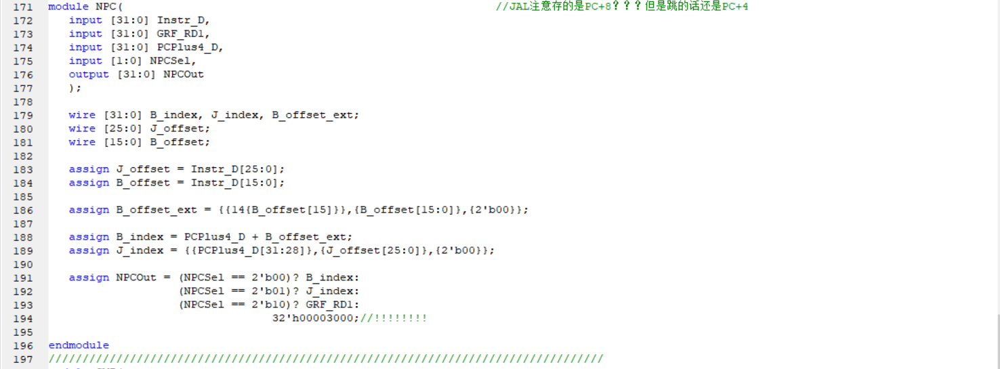 171 module NPC( //JAL注意存的是PC+8？？？但是跳的话还是PC+4
172 input [31:0] Instr_D,
173 input [31:0] GRF_RD1,
174 input [31:0] PCPlus4_D,
175 input [1:0] NPCSel,
176 output [31:0] NPCOut
177 );
178
179 wire [31:0] B_index, J_index, B_offset_ext;
180 wire [25:0] J_offset;
181 wire [15:0] B_offset;
182
183 assign J_offset = Instr_D[25:0];
184 assign B_offset = Instr_D[15:0];
185
186 assign B_offset_ext = {{14{B_offset[15]}},{B_offset[15:0]},{2'b00}};
187
188 assign B_index = PCPlus4_D + B_offset_ext;
189 assign J_index = {{PCPlus4_D[31:28]},{J_offset[25:0]},{2'b00}};
190
191 assign NPCOut = (NPCSel == 2'b00)? B_index:
192 (NPCSel == 2'b01)? J_index:
193 (NPCSel == 2'b10)? GRF_RD1:
194 32'h00003000;//!!!!!!!!
195
196 endmodule
197 //////////////////////////////////////////////////////////////////////////////////